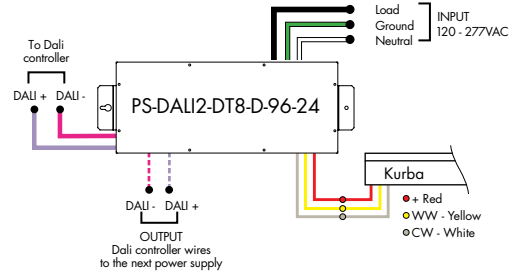 Load
Ground
Neutral
INPUT
120 - 277VAC
To Dali
controller
DALI + DALI -
PS-DALI2-DT8-D-96-24
Kurba
+ Red
WW - Yellow
CW - White
DALI - DALI +
OUTPUT
Dali controller wires
to the next power supply